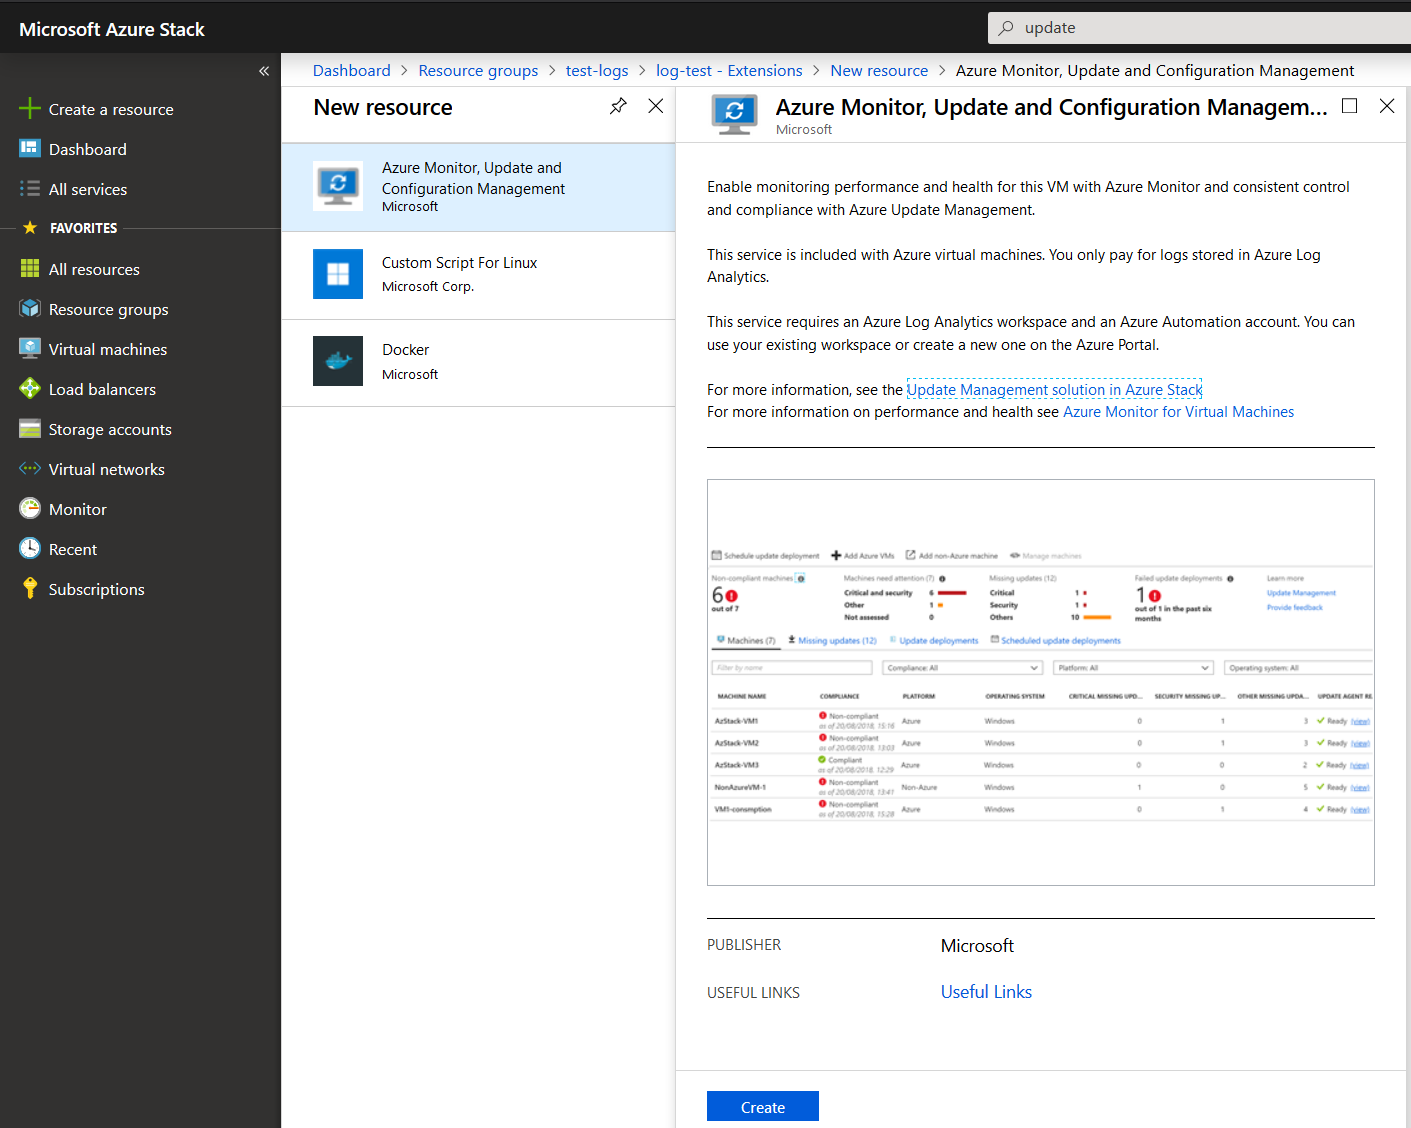 Microsoft Azure Stack
update
«
Dashboard > Resource groups > test-logs > log-test - Extensions > New resource > Azure Monitor, Update and Configuration Management
Create a resource
Dashboard
All services
FAVORITES
All resources
Resource groups
Virtual machines
Load balancers
Storage accounts
Virtual networks
Monitor
Recent
Subscriptions
New resource
Azure Monitor, Update and
Configuration Management
Microsoft
Custom Script For Linux
Microsoft Corp.
Docker
Microsoft
Azure Monitor, Update and Configuration Managem...
Microsoft
Enable monitoring performance and health for this VM with Azure Monitor and consistent control
and compliance with Azure Update Management.
This service is included with Azure virtual machines. You only pay for logs stored in Azure Log
Analytics.
This service requires an Azure Log Analytics workspace and an Azure Automation account. You can
use your existing workspace or create a new one on the Azure Portal.
For more information, see the Update Management solution in Azure Stack
For more information on performance and health see Azure Monitor for Virtual Machines
Schedule update deployment Add Azure VMs Add non-Azure machine Manage machines
Non-compliant machines Machines need attention (7) Missing updates (12) Failed update deployments Learn more
6 Critical and security 6 Critical 1 1 Update Management
out of 7 Other 1 Security 1 out of 1 in the past six Provide feedback
Not assessed 0 Others 10 months
Machines (7) Missing updates (12) Update deployments Scheduled update deployments
Filter by name Compliance: All Platform: All Operating system: All
MACHINE NAME COMPLIANCE PLATFORM OPERATING SYSTEM CRITICAL MISSING UPD... SECURITY MISSING UP... OTHER MISSING UPDA... UPDATE AGENT RE
AzStack-VM1 Non-compliant Azure Windows 0 1 3 Ready (view)
as of 20/08/2018, 15:16
AzStack-VM2 Non-compliant Azure Windows 0 1 3 Ready (view)
as of 20/08/2018, 13:03
AzStack-VM3 Compliant Azure Windows 0 0 2 Ready (view)
as of 20/08/2018, 12:29
NonAzureVM-1 Non-compliant Non-Azure Windows 1 0 5 Ready (view)
as of 20/08/2018, 13:41
VM1-consmption Non-compliant Azure Windows 0 1 4 Ready (view)
as of 20/08/2018, 15:28
PUBLISHER Microsoft
USEFUL LINKS Useful Links
Create